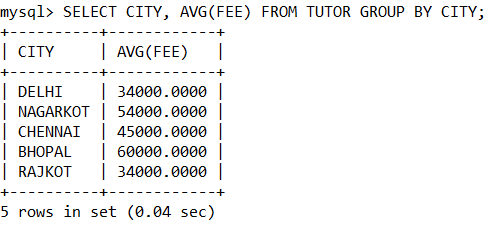 mysql> SELECT CITY, AVG(FEE) FROM TUTOR GROUP BY CITY;
+----------+------------+
| CITY     | AVG(FEE)   |
+----------+------------+
| DELHI    | 34000.0000 |
| NAGARKOT | 54000.0000 |
| CHENNAI  | 45000.0000 |
| BHOPAL   | 60000.0000 |
| RAJKOT   | 34000.0000 |
+----------+------------+
5 rows in set (0.04 sec)